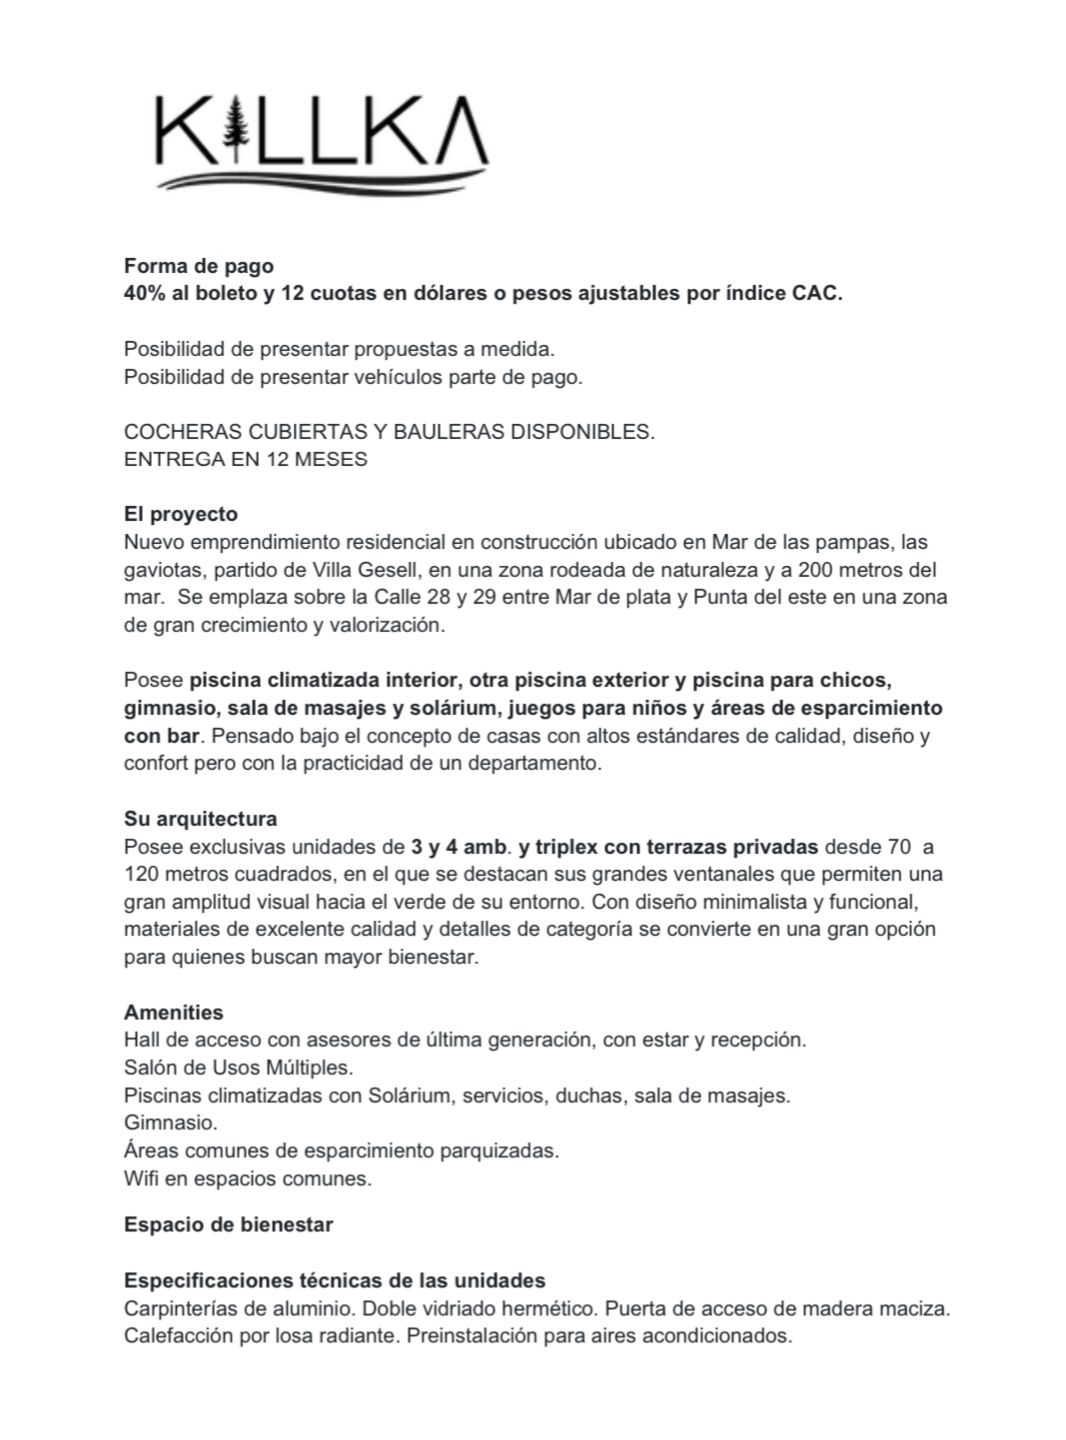 KILLKA
Forma de pago
40% al boleto y 12 cuotas en dólares o pesos ajustables por índice CAC.
Posibilidad de presentar propuestas a medida.
Posibilidad de presentar vehículos parte de pago.
COCHERAS CUBIERTAS Y BAULERAS DISPONIBLES.
ENTREGA EN 12 MESES
El proyecto
Nuevo emprendimiento residencial en construcción ubicado en Mar de las pampas, las
gaviotas, partido de Villa Gesell, en una zona rodeada de naturaleza y a 200 metros del
mar.  Se emplaza sobre la Calle 28 y 29 entre Mar de plata y Punta del este en una zona
de gran crecimiento y valorización.
Posee piscina climatizada interior, otra piscina exterior y piscina para chicos,
gimnasio, sala de masajes y solárium, juegos para niños y áreas de esparcimiento
con bar. Pensado bajo el concepto de casas con altos estándares de calidad, diseño y
confort pero con la practicidad de un departamento.
Su arquitectura
Posee exclusivas unidades de 3 y 4 amb. y triplex con terrazas privadas desde 70  a
120 metros cuadrados, en el que se destacan sus grandes ventanales que permiten una
gran amplitud visual hacia el verde de su entorno. Con diseño minimalista y funcional,
materiales de excelente calidad y detalles de categoría se convierte en una gran opción
para quienes buscan mayor bienestar.
Amenities
Hall de acceso con asesores de última generación, con estar y recepción.
Salón de Usos Múltiples.
Piscinas climatizadas con Solárium, servicios, duchas, sala de masajes.
Gimnasio.
Áreas comunes de esparcimiento parquizadas.
Wifi en espacios comunes.
Espacio de bienestar
Especificaciones técnicas de las unidades
Carpinterías de aluminio. Doble vidriado hermético. Puerta de acceso de madera maciza.
Calefacción por losa radiante. Preinstalación para aires acondicionados.